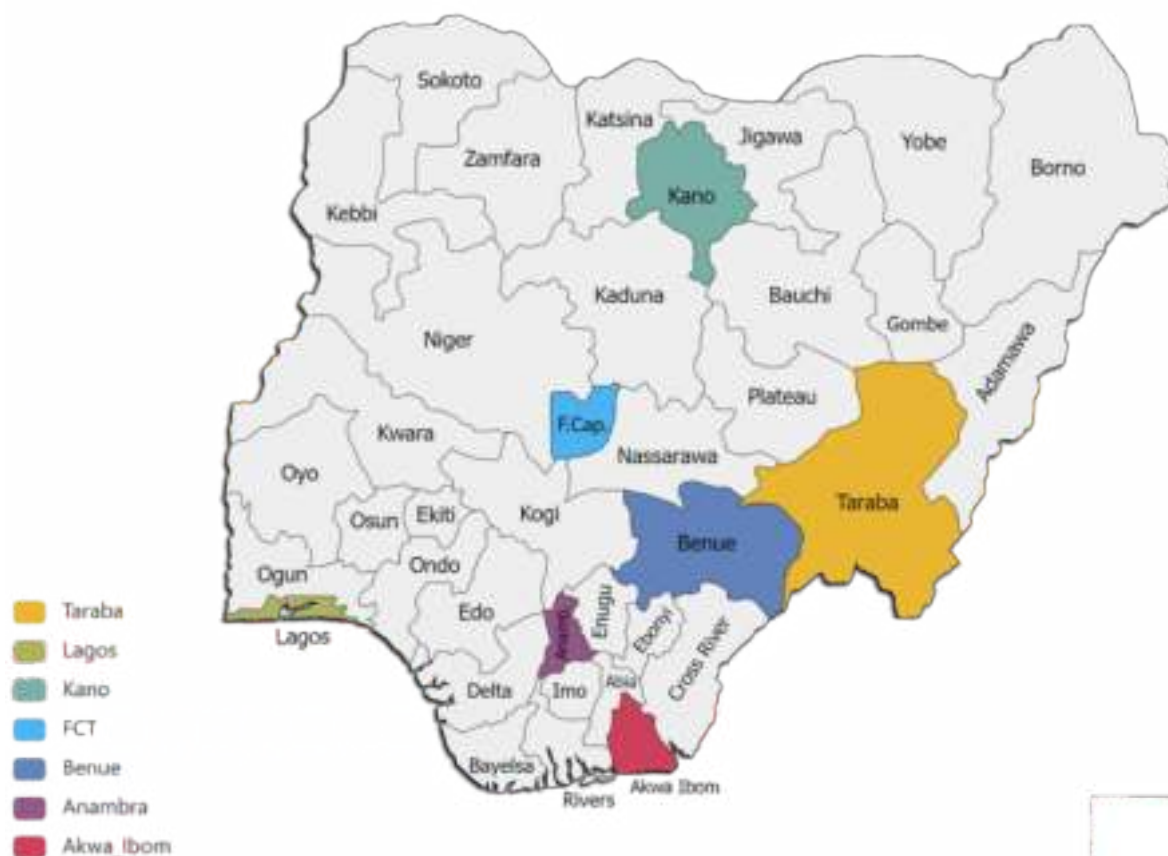 Sokoto
Katsina
Jigawa
Yobe
Zamfara
Borno
Kano
Kebbi
Kaduna
Bauchi
Gombe
Niger
Adamawa
Plateau
F.Cap.
Kwara
Nassarawa
Oyo
Taraba
Kogi
Osun
Ekiti
Benue
Ondo
Ogun
Edo
Enugu
Ebonyi
Lagos
Cross River
Delta
Imo
Abia
Bayelsa
Rivers
Akwa Ibom
Taraba
Lagos
Kano
FCT
Benue
Anambra
Akwa_Ibom